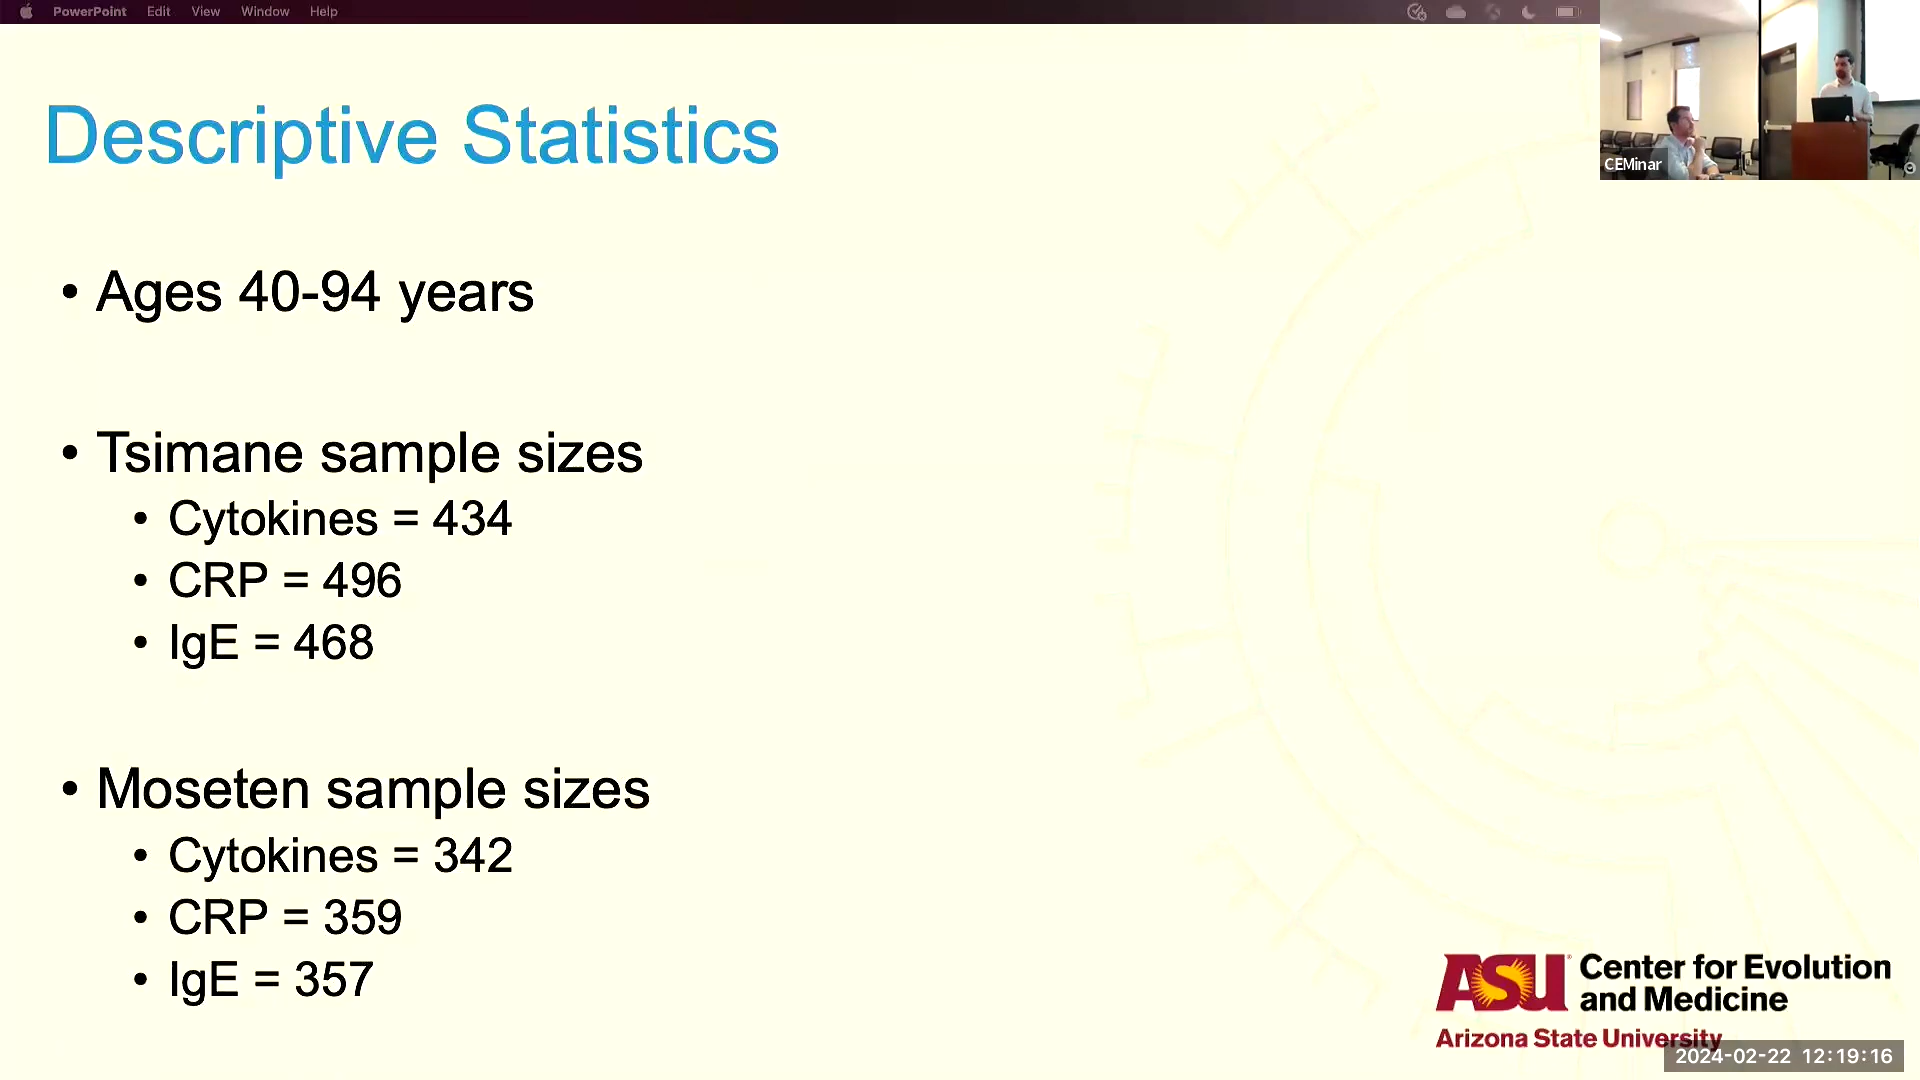 PowerPoint Edit View Window Help
CEMinar
Descriptive Statistics
• Ages 40-94 years
• Tsimane sample sizes
• Cytokines = 434
• CRP = 496
• IgE = 468
• Moseten sample sizes
• Cytokines = 342
• CRP = 359
• IgE = 357
ASU Center for Evolution
and Medicine
Arizona State University
2024-02-22 12:19:16